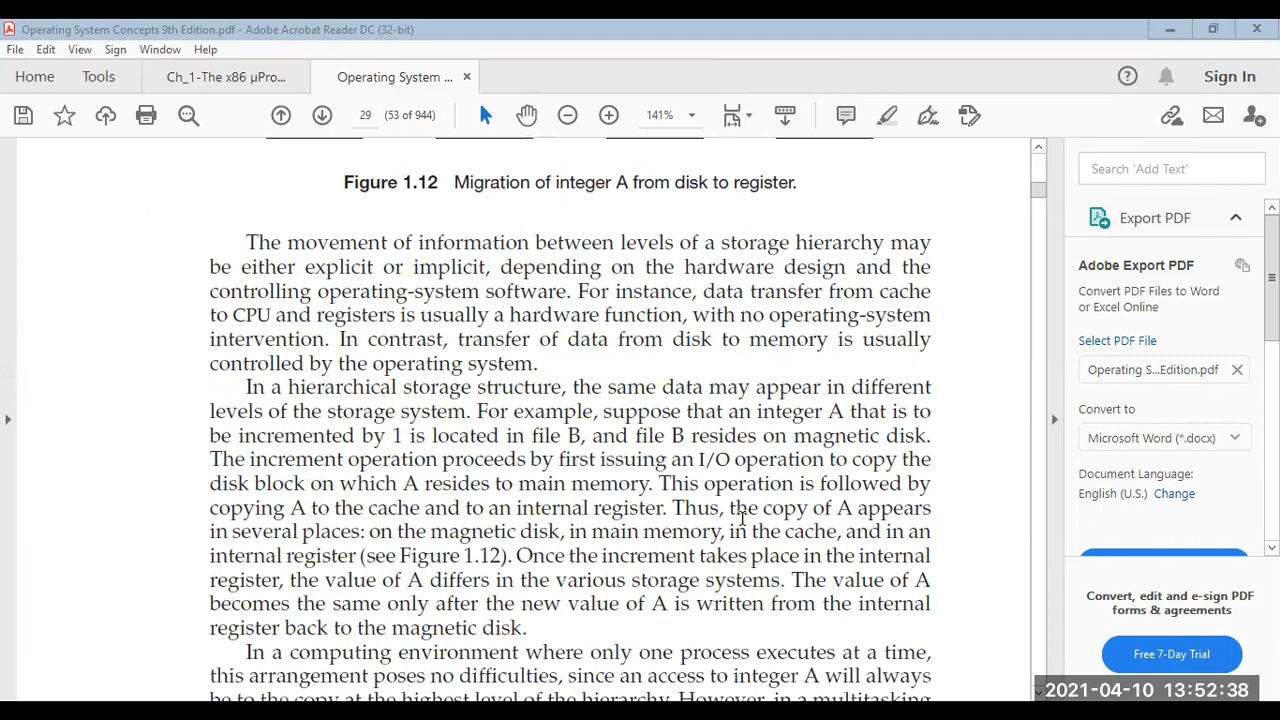 Operating System Concepts 9th Edition.pdf - Adobe Acrobat Reader DC (32-bit)
File Edit View Sign Window Help
Home Tools Ch_1-The x86 μPro... Operating System ... × Sign In
29 (53 of 944) 141%
Figure 1.12 Migration of integer A from disk to register.
The movement of information between levels of a storage hierarchy may
be either explicit or implicit, depending on the hardware design and the
controlling operating-system software. For instance, data transfer from cache
to CPU and registers is usually a hardware function, with no operating-system
intervention. In contrast, transfer of data from disk to memory is usually
controlled by the operating system.
In a hierarchical storage structure, the same data may appear in different
levels of the storage system. For example, suppose that an integer A that is to
be incremented by 1 is located in file B, and file B resides on magnetic disk.
The increment operation proceeds by first issuing an I/O operation to copy the
disk block on which A resides to main memory. This operation is followed by
copying A to the cache and to an internal register. Thus, the copy of A appears
in several places: on the magnetic disk, in main memory, in the cache, and in an
internal register (see Figure 1.12). Once the increment takes place in the internal
register, the value of A differs in the various storage systems. The value of A
becomes the same only after the new value of A is written from the internal
register back to the magnetic disk.
In a computing environment where only one process executes at a time,
this arrangement poses no difficulties, since an access to integer A will always
be to the copy at the highest level of the hierarchy. However, in a multitasking
Search 'Add Text'
Export PDF
Adobe Export PDF
Convert PDF Files to Word
or Excel Online
Select PDF File
Operating S...Edition.pdf
Convert to
Microsoft Word (*.docx)
Document Language:
English (U.S.) Change
Convert, edit and e-sign PDF
forms & agreements
Free 7-Day Trial
2021-04-10 13:52:38